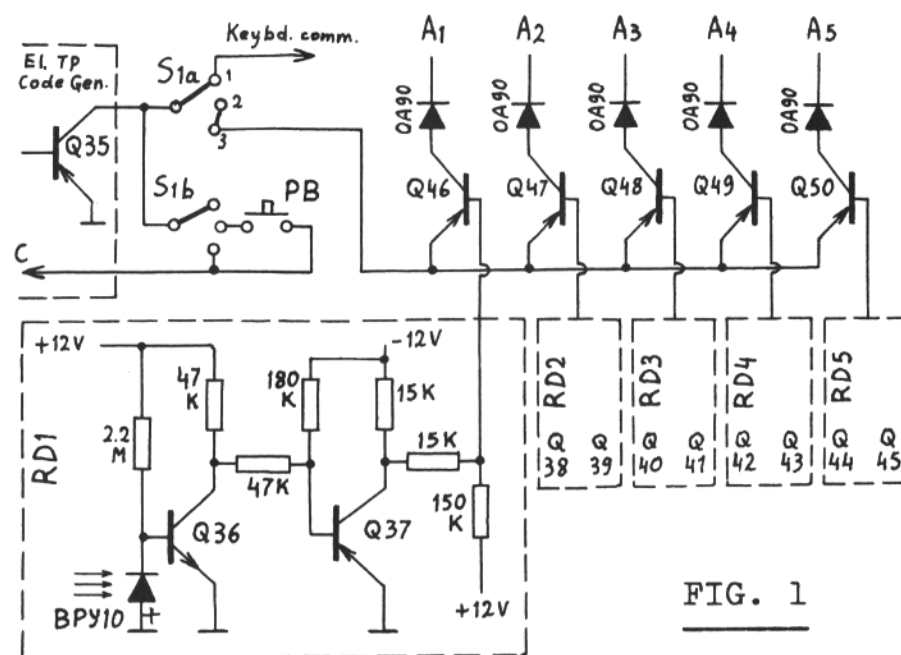 Keybd. comm.
El. TP
Code Gen.
S1a
1
2
3
Q35
S1b
PB
C
A1 A2 A3 A4 A5
OA90 OA90 OA90 OA90 OA90
Q46 Q47 Q48 Q49 Q50
RD1
+12V
-12V
47
K
180
K
15K
2.2
M
15K
47K
150
K
Q36
Q37
BPY10
+
+12V
RD2
Q
38
Q
39
RD3
Q
40
Q
41
RD4
Q
42
Q
43
RD5
Q
44
Q
45
FIG. 1